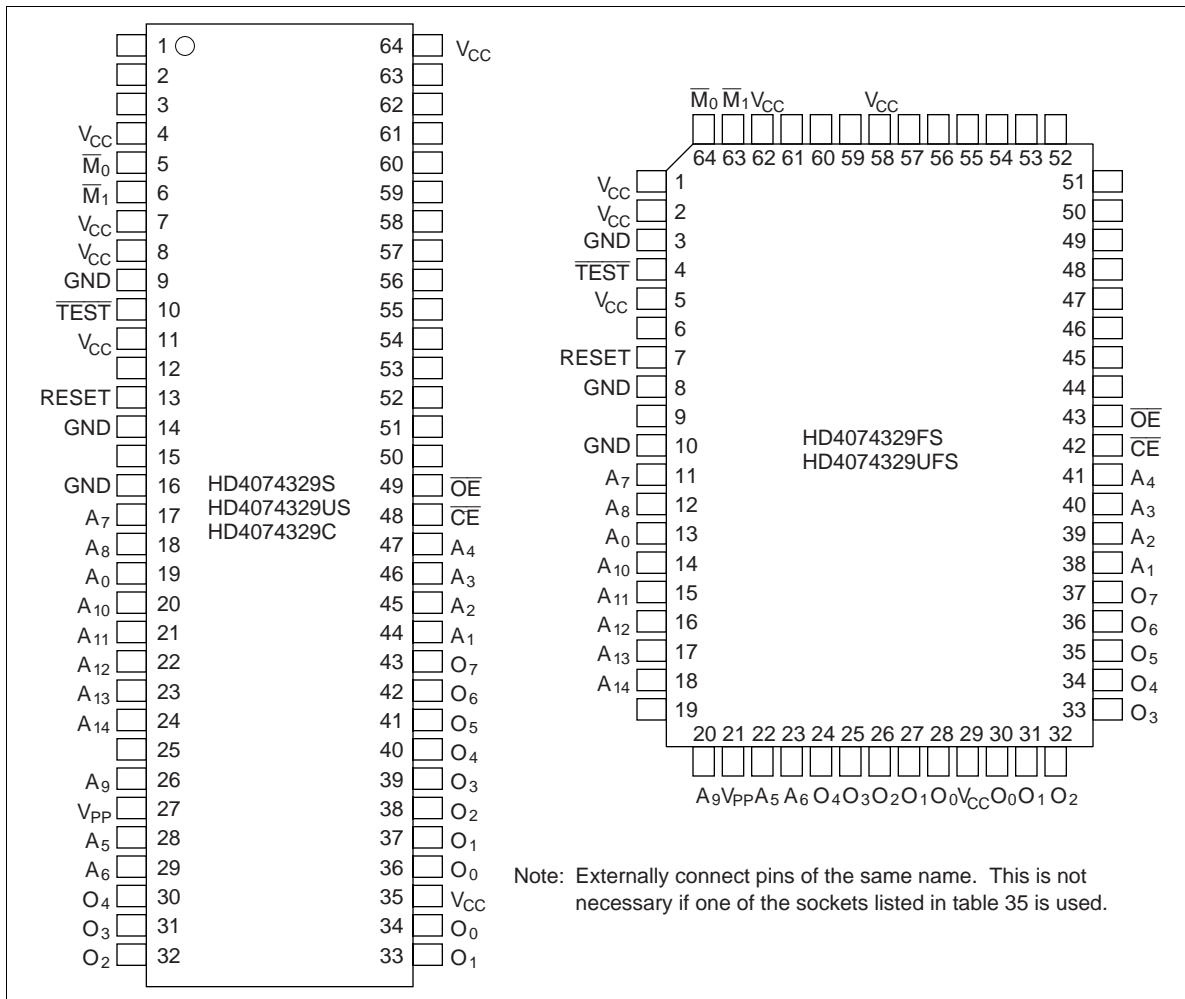 1 64 VCC
2 63
3 62
VCC 4 61
M̅0 5 60
M̅1 6 59
VCC 7 58
VCC 8 57
GND 9 56
T̅E̅S̅T̅ 10 55
VCC 11 54
12 53
RESET 13 52
GND 14 51
15 50
GND 16 49 O̅E̅
A7 17 48 C̅E̅
A8 18 47 A4
A0 19 46 A3
A10 20 45 A2
A11 21 44 A1
A12 22 43 O7
A13 23 42 O6
A14 24 41 O5
25 40 O4
A9 26 39 O3
VPP 27 38 O2
A5 28 37 O1
A6 29 36 O0
O4 30 35 VCC
O3 31 34 O0
O2 32 33 O1
HD4074329S
HD4074329US
HD4074329C
M̅0 M̅1 VCC VCC
64 63 62 61 60 59 58 57 56 55 54 53 52
VCC 1 51
VCC 2 50
GND 3 49
T̅E̅S̅T̅ 4 48
VCC 5 47
6 46
RESET 7 45
GND 8 44
9 43 O̅E̅
GND 10 42 C̅E̅
A7 11 41 A4
A8 12 40 A3
A0 13 39 A2
A10 14 38 A1
A11 15 37 O7
A12 16 36 O6
A13 17 35 O5
A14 18 34 O4
19 33 O3
HD4074329FS
HD4074329UFS
20 21 22 23 24 25 26 27 28 29 30 31 32
A9 VPP A5 A6 O4 O3 O2 O1 O0 VCC O0 O1 O2
Note: Externally connect pins of the same name. This is not
necessary if one of the sockets listed in table 35 is used.